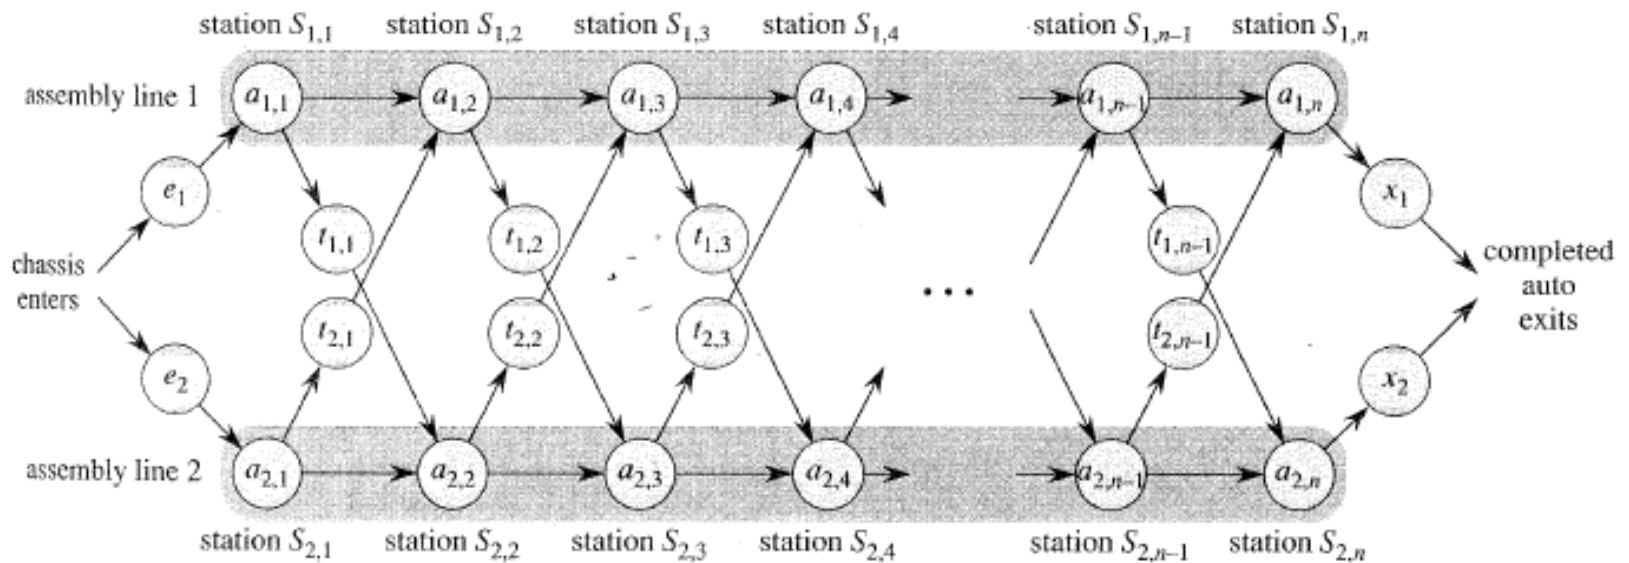 station S1,1 station S1,2 station S1,3 station S1,4 station S1,n–1 station S1,n
assembly line 1 a1,1 a1,2 a1,3 a1,4 a1,n–1 a1,n
e1 x1
t1,1 t1,2 t1,3 t1,n–1
chassis
enters
...
completed
auto
exits
t2,1 t2,2 t2,3 t2,n–1
e2 x2
assembly line 2 a2,1 a2,2 a2,3 a2,4 a2,n–1 a2,n
station S2,1 station S2,2 station S2,3 station S2,4 station S2,n–1 station S2,n